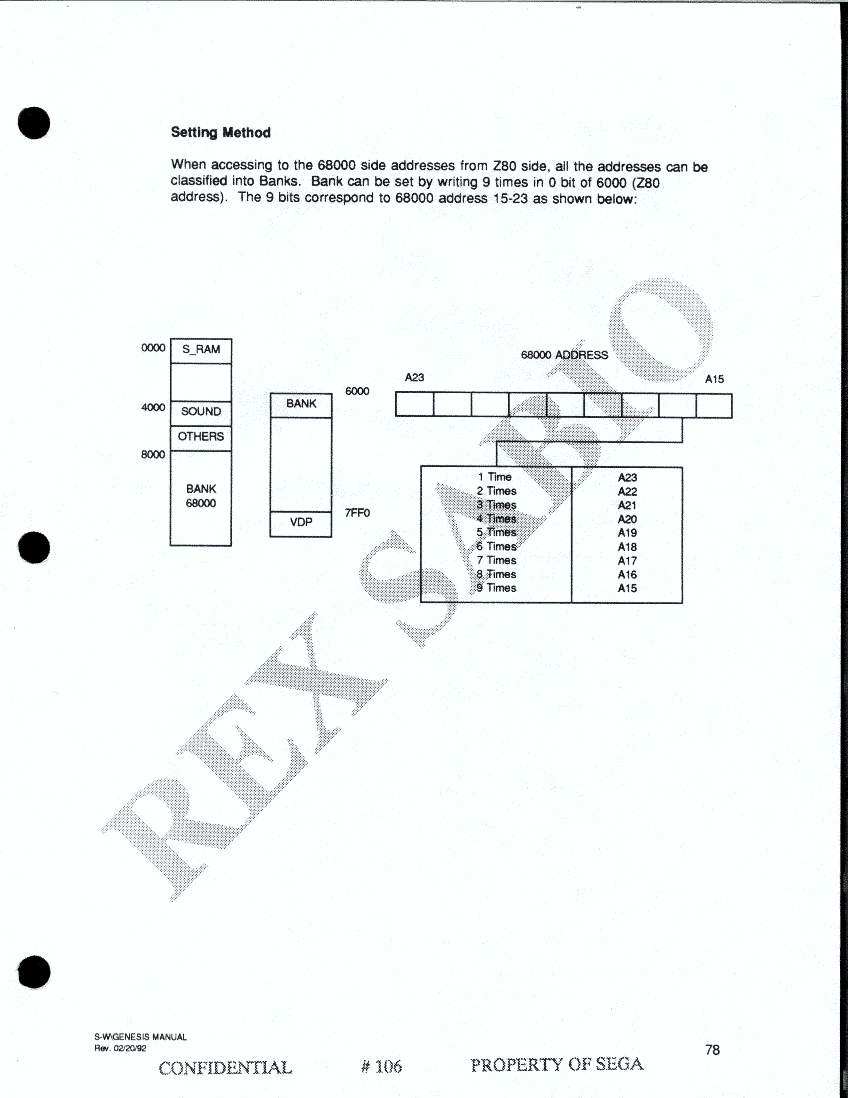 Setting Method
When accessing to the 68000 side addresses from Z80 side, all the addresses can be
classified into Banks. Bank can be set by writing 9 times in 0 bit of 6000 (Z80
address). The 9 bits correspond to 68000 address 15-23 as shown below:
0000
S_RAM
4000
SOUND
OTHERS
8000
BANK
68000
6000
BANK
7FF0
VDP
68000 ADDRESS
A23
A15
1 Time A23
2 Times A22
3 Times A21
4 Times A20
5 Times A19
6 Times A18
7 Times A17
8 Times A16
9 Times A15
REX SABIO
S-W\GENESIS MANUAL
Rev. 02/20/92
78
CONFIDENTIAL # 106 PROPERTY OF SEGA